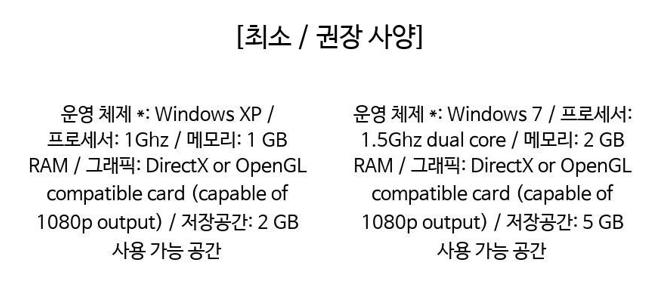 [최소 / 권장 사양]
운영 체제 *: Windows XP /
프로세서: 1Ghz / 메모리: 1 GB
RAM / 그래픽: DirectX or OpenGL
compatible card (capable of
1080p output) / 저장공간: 2 GB
사용 가능 공간
운영 체제 *: Windows 7 / 프로세서:
1.5Ghz dual core / 메모리: 2 GB
RAM / 그래픽: DirectX or OpenGL
compatible card (capable of
1080p output) / 저장공간: 5 GB
사용 가능 공간